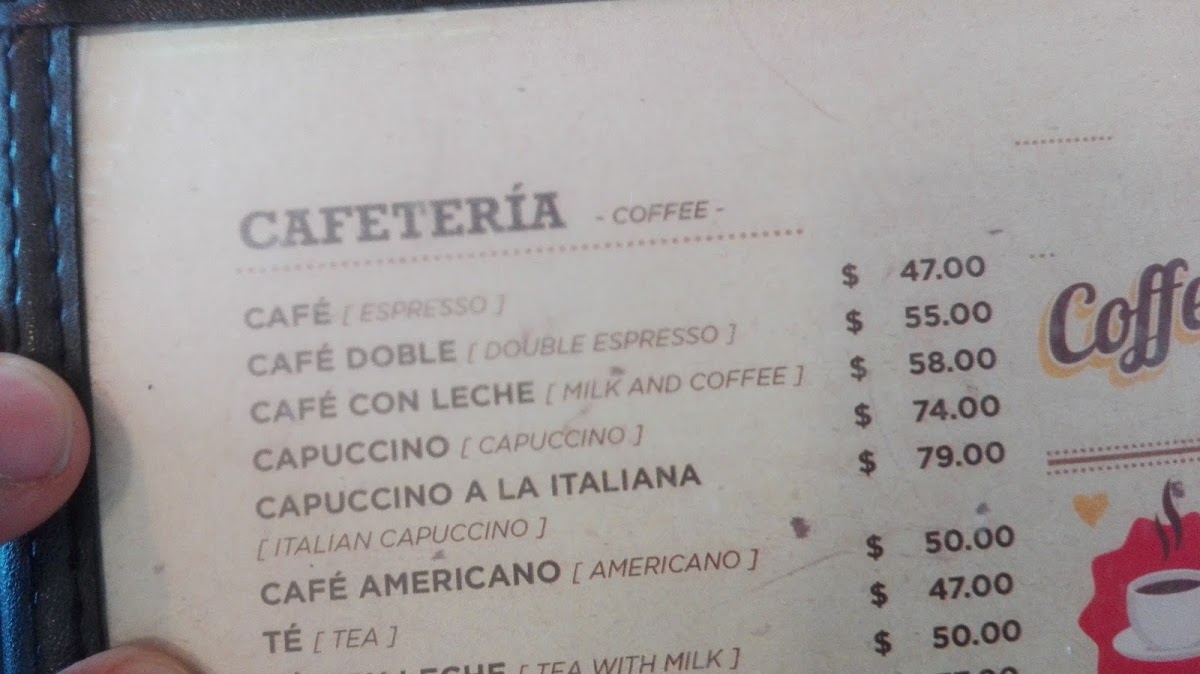 CAFETERÍA - COFFEE -
CAFÉ [ ESPRESSO ] $ 47.00
CAFÉ DOBLE [ DOUBLE ESPRESSO ] $ 55.00
CAFÉ CON LECHE [ MILK AND COFFEE ] $ 58.00
CAPUCCINO [ CAPUCCINO ] $ 74.00
CAPUCCINO A LA ITALIANA $ 79.00
[ ITALIAN CAPUCCINO ]
CAFÉ AMERICANO [ AMERICANO ] $ 50.00
TÉ [ TEA ] $ 47.00
LECHE [ TEA WITH MILK ] $ 50.00
Coffe